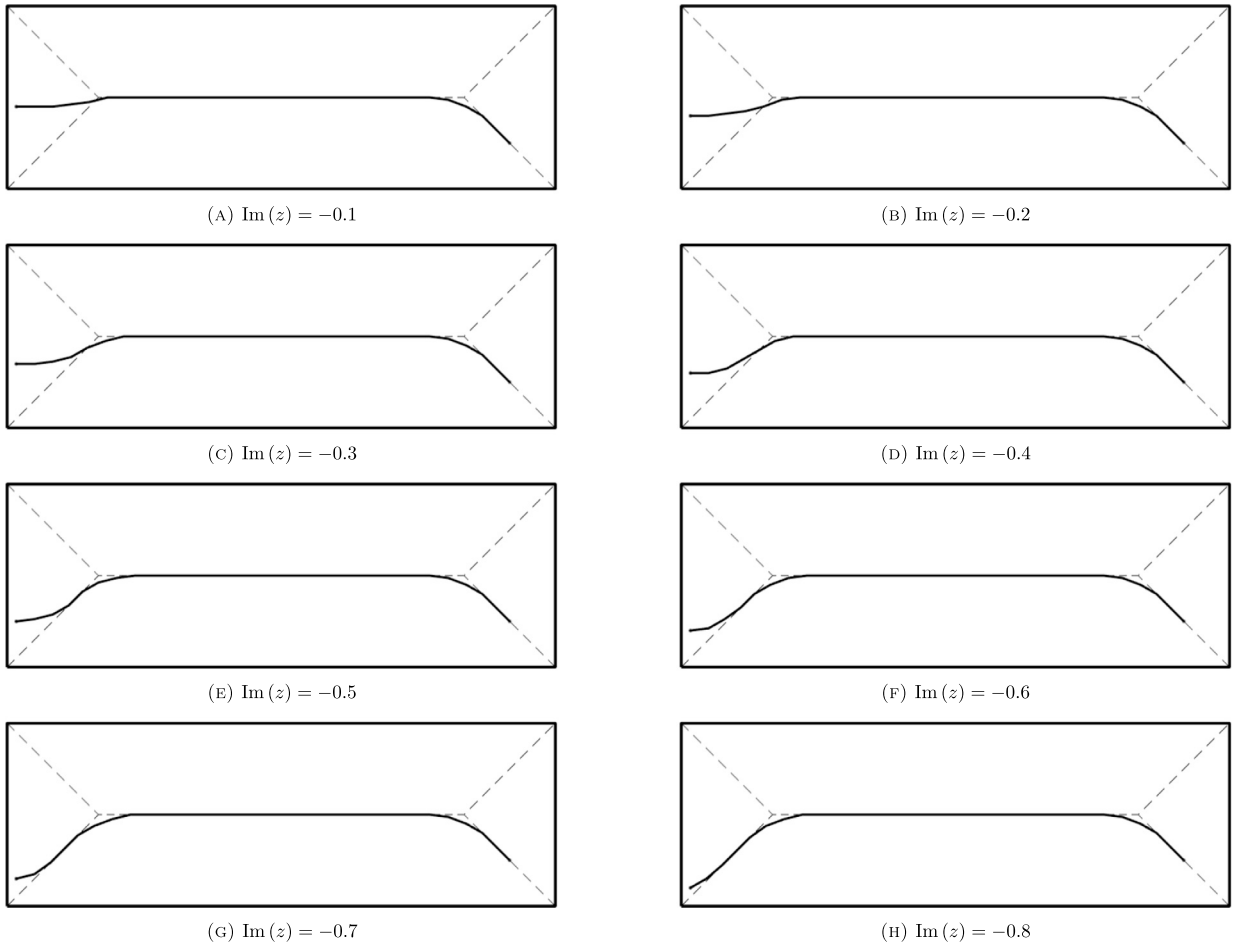 (A) Im (z) = −0.1
(B) Im (z) = −0.2
(C) Im (z) = −0.3
(D) Im (z) = −0.4
(E) Im (z) = −0.5
(F) Im (z) = −0.6
(G) Im (z) = −0.7
(H) Im (z) = −0.8